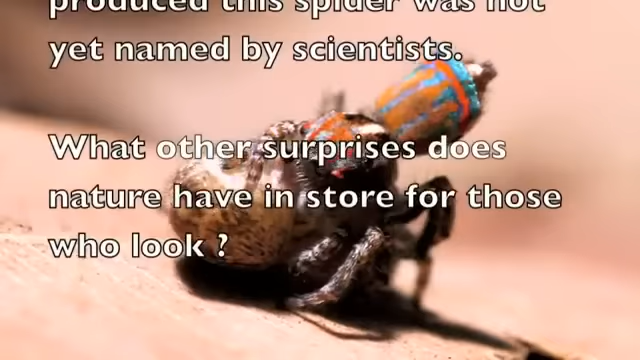 produced this spider was not
yet named by scientists.
What other surprises does
nature have in store for those
who look ?